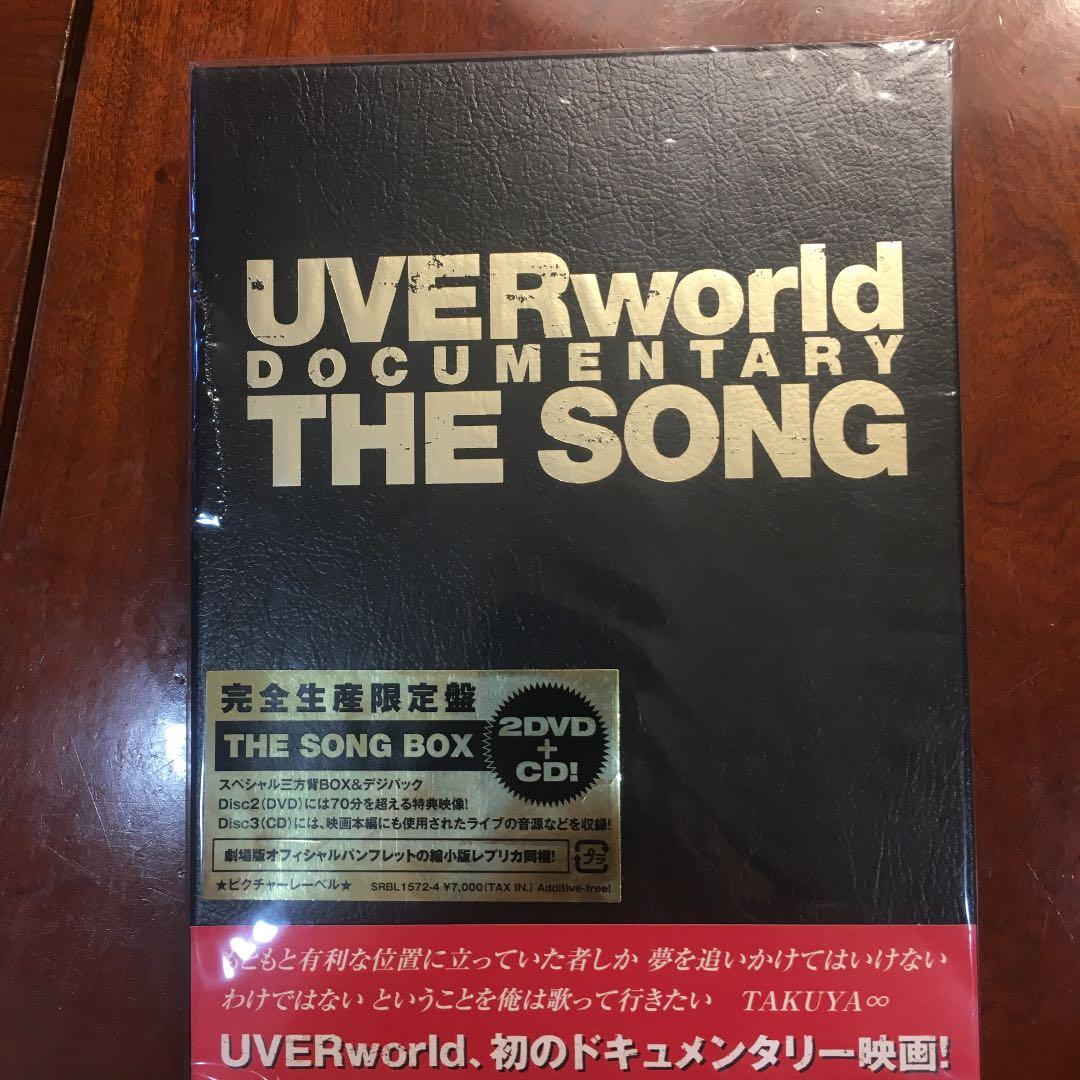 UVERworld
DOCUMENTARY
THE SONG
完全生産限定盤
THE SONG BOX
2DVD
+
CD!
スペシャル三方背BOX&デジパック
Disc2(DVD)には70分を超える特典映像!
Disc3(CD)には、映画本編にも使用されたライブの音源などを収録!
劇場版オフィシャルパンフレットの縮小版レプリカ同梱!
プラ
★ピクチャーレーベル★ SRBL1572-4 ¥7,000(TAX IN.) Additive-free!
もともと有利な位置に立っていた者しか 夢を追いかけてはいけない
わけではない ということを俺は歌って行きたい TAKUYA∞
UVERworld、初のドキュメンタリー映画!